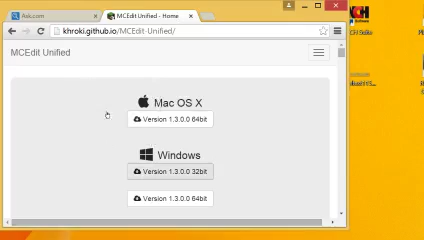 Ask.com
MCEdit Unified - Home
khroki.github.io/MCEdit-Unified/
MCEdit Unified
Mac OS X
Version 1.3.0.0 64bit
Windows
Version 1.3.0.0 32bit
Version 1.3.0.0 64bit